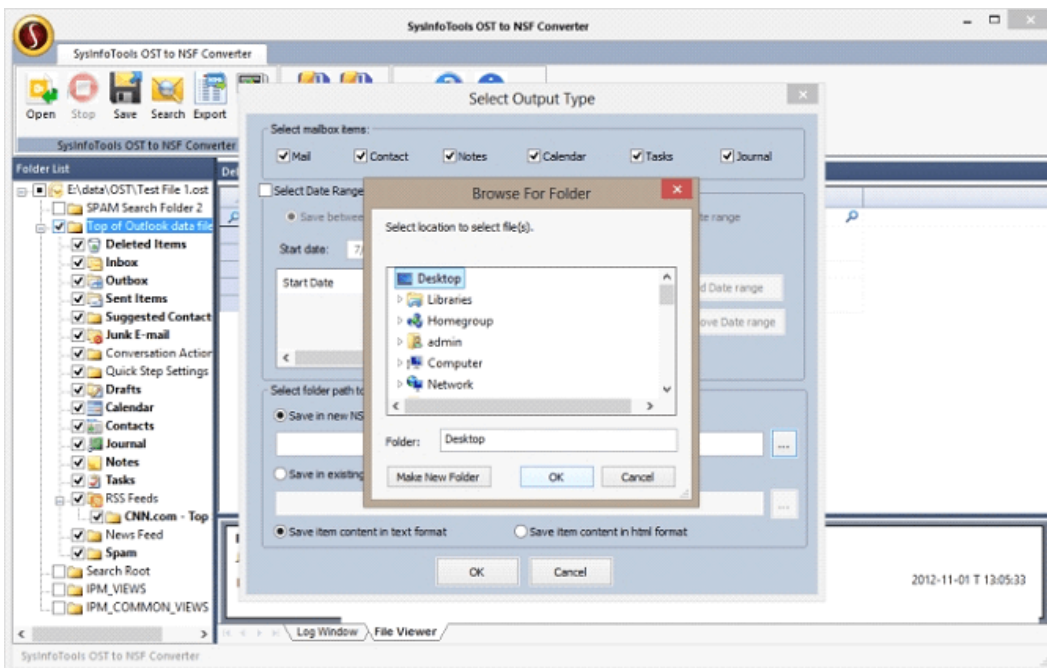 SysInfoTools OST to NSF Converter
SysInfoTools OST to NSF Converter
Open Stop Save Search Export
SysInfoTools OST to NSF Converter
Select Output Type
Select mailbox items:
Mail Contact Notes Calendar Tasks Journal
Select Date Range
Save between
te range
Start date: 7/
Start Date
d Date range
ove Date range
Select folder path to
Save in new NS
...
Save in existing
...
Save item content in text format Save item content in html format
OK Cancel
Browse For Folder
Select location to select file(s).
Desktop
Libraries
Homegroup
admin
Computer
Network
Folder: Desktop
Make New Folder OK Cancel
Folder List
E:\data\OST\Test File 1.ost
SPAM Search Folder 2
Top of Outlook data file
Deleted Items
Inbox
Outbox
Sent Items
Suggested Contact
Junk E-mail
Conversation Action
Quick Step Settings
Drafts
Calendar
Contacts
Journal
Notes
Tasks
RSS Feeds
CNN.com - Top
News Feed
Spam
Search Root
IPM_VIEWS
IPM_COMMON_VIEWS
2012-11-01 T 13:05:33
Log Window File Viewer
SysInfoTools OST to NSF Converter